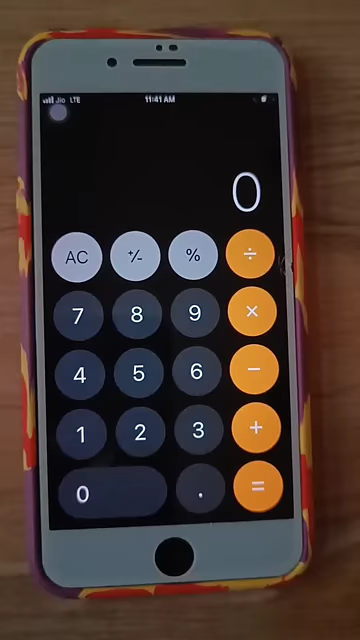 Jio LTE 11:41 AM
0
AC +/- % ÷
7 8 9 ×
4 5 6 −
1 2 3 +
0 . =